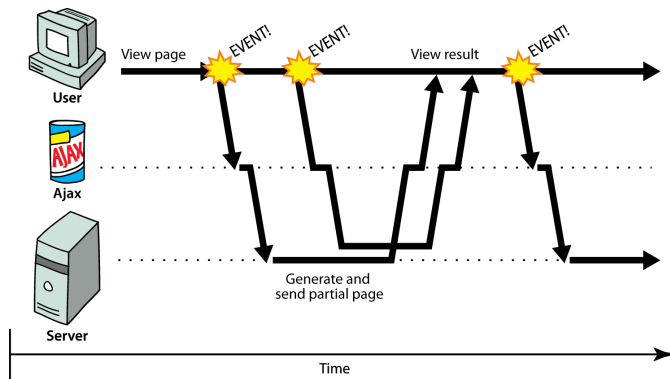 View page
EVENT!
EVENT!
View result
EVENT!
User
AJAX
Ajax
Generate and
send partial page
Server
Time